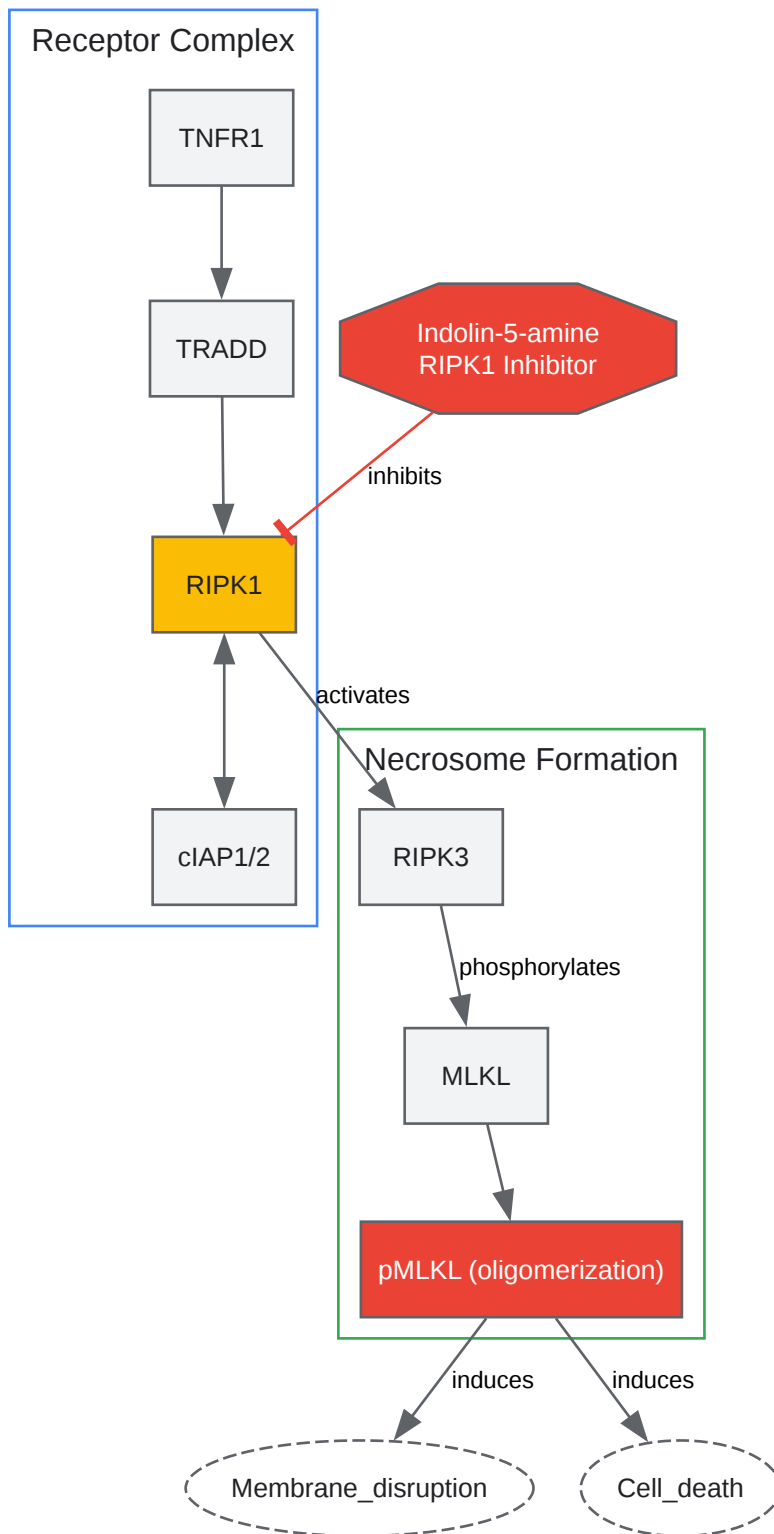 Receptor Complex
TNFR1
TRADD
Indolin-5-amine
RIPK1 Inhibitor
inhibits
RIPK1
activates
Necrosome Formation
cIAP1/2
RIPK3
phosphorylates
MLKL
pMLKL (oligomerization)
induces
induces
Membrane_disruption
Cell_death